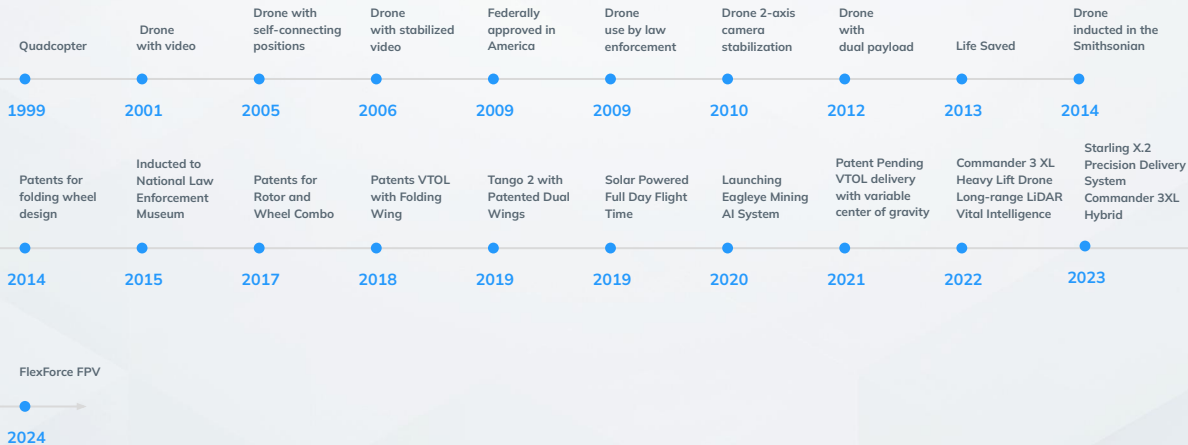 Quadcopter
Drone
with video
Drone with
self-connecting
positions
Drone
with stabilized
video
Federally
approved in
America
Drone
use by law
enforcement
Drone 2-axis
camera
stabilization
Drone
with
dual payload
Life Saved
Drone
inducted in the
Smithsonian
1999
2001
2005
2006
2009
2009
2010
2012
2013
2014
Patents for
folding wheel
design
Inducted to
National Law
Enforcement
Museum
Patents for
Rotor and
Wheel Combo
Patents VTOL
with Folding
Wing
Tango 2 with
Patented Dual
Wings
Solar Powered
Full Day Flight
Time
Launching
Eagleye Mining
AI System
Patent Pending
VTOL delivery
with variable
center of gravity
Commander 3 XL
Heavy Lift Drone
Long-range LiDAR
Vital Intelligence
Starling X.2
Precision Delivery
System
Commander 3XL
Hybrid
2014
2015
2017
2018
2019
2019
2020
2021
2022
2023
FlexForce FPV
2024